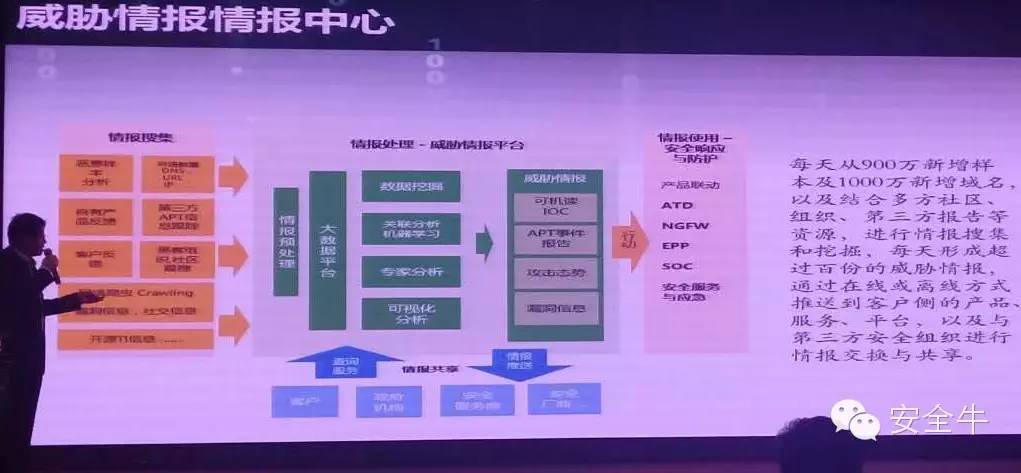 威胁情报情报中心
情报搜集
恶意样
本
分析
DNS
URL
IP
自有产
品反馈
第三方
APT信
息跟踪
客户反
馈
黑客组
织社区
网络爬虫 Crawling
漏洞信息，社交信息
开源TI信息……
情报处理 - 威胁情报平台
情报预处理
大数据平台
数据挖掘
关联分析
机器学习
专家分析
可视化
分析
威胁情报
可机读
IOC
APT事件
报告
攻击态势
漏洞信息
行动
情报使用 –
安全响应
与防护
产品联动
ATD
NGFW
EPP
SOC
安全服务
与应急
查询
服务
情报共享
情报
推送
客户
政府
机构
安全
服务商
安全
厂商…
每天从900万新增样
本及1000万新增域名，
以及结合多方社区、
组织、第三方报告等
资源，进行情报搜集
和挖掘，每天形成超
过百份的威胁情报，
通过在线或离线方式
推送到客户侧的产品、
服务、平台，以及与
第三方安全组织进行
情报交换与共享。
安全牛